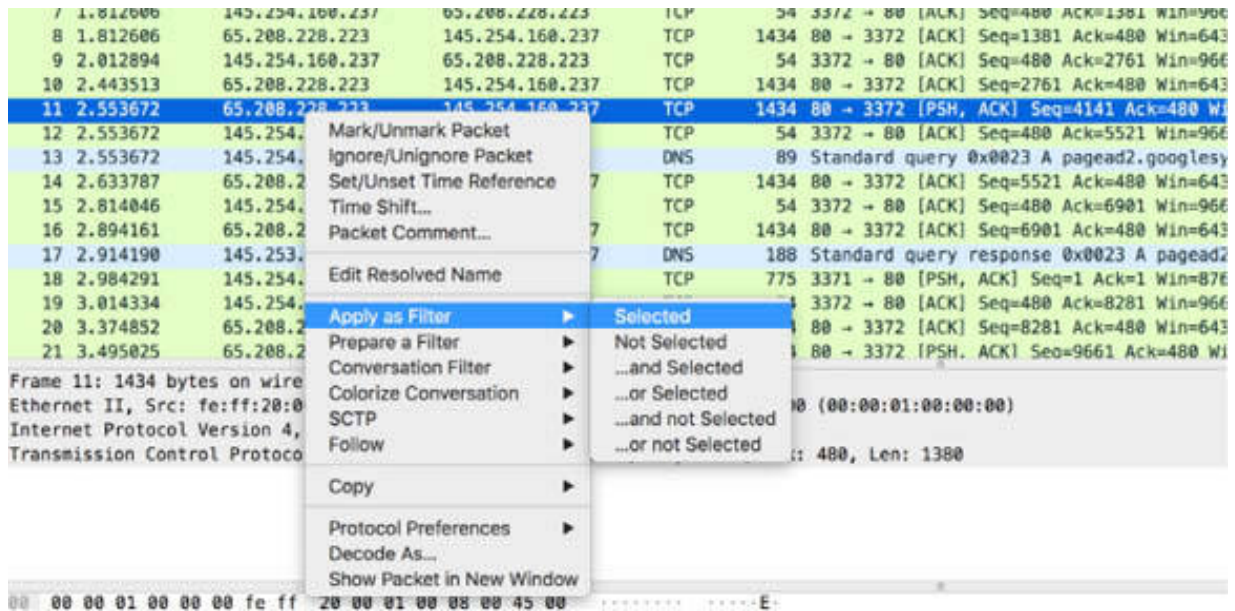 7 1.812606 145.254.160.237 65.208.228.223 TCP 54 3372 → 80 [ACK] Seq=480 Ack=1381 Win=966
8 1.812606 65.208.228.223 145.254.160.237 TCP 1434 80 → 3372 [ACK] Seq=1381 Ack=480 Win=643
9 2.012894 145.254.160.237 65.208.228.223 TCP 54 3372 → 80 [ACK] Seq=480 Ack=2761 Win=966
10 2.443513 65.208.228.223 145.254.160.237 TCP 1434 80 → 3372 [ACK] Seq=2761 Ack=480 Win=643
11 2.553672 65.208.228.223 145.254.160.237 TCP 1434 80 → 3372 [PSH, ACK] Seq=4141 Ack=480 Wi
12 2.553672 145.254. TCP 54 3372 → 80 [ACK] Seq=480 Ack=5521 Win=966
13 2.553672 145.254. DNS 89 Standard query 0x0023 A pagead2.googlesy
14 2.633787 65.208.2 7 TCP 1434 80 → 3372 [ACK] Seq=5521 Ack=480 Win=643
15 2.814046 145.254. TCP 54 3372 → 80 [ACK] Seq=480 Ack=6901 Win=966
16 2.894161 65.208.2 7 TCP 1434 80 → 3372 [ACK] Seq=6901 Ack=480 Win=643
17 2.914190 145.253. 7 DNS 188 Standard query response 0x0023 A pagead2
18 2.984291 145.254. TCP 775 3371 → 80 [PSH, ACK] Seq=1 Ack=1 Win=876
19 3.014334 145.254. 3372 → 80 [ACK] Seq=480 Ack=8281 Win=966
20 3.374852 65.208.2 80 → 3372 [ACK] Seq=8281 Ack=480 Win=643
21 3.495025 65.208.2 80 → 3372 [PSH, ACK] Seq=9661 Ack=480 Wi
Mark/Unmark Packet
Ignore/Unignore Packet
Set/Unset Time Reference
Time Shift...
Packet Comment...
Edit Resolved Name
Apply as Filter
Prepare a Filter
Conversation Filter
Colorize Conversation
SCTP
Follow
Copy
Protocol Preferences
Decode As...
Show Packet in New Window
Selected
Not Selected
...and Selected
...or Selected
...and not Selected
...or not Selected
Frame 11: 1434 bytes on wire
Ethernet II, Src: fe:ff:20:0 0 (00:00:01:00:00:00)
Internet Protocol Version 4,
Transmission Control Protoco : 480, Len: 1380
00 00 01 00 00 00 fe ff 20 00 01 00 08 00 45 00 ········ ······E·